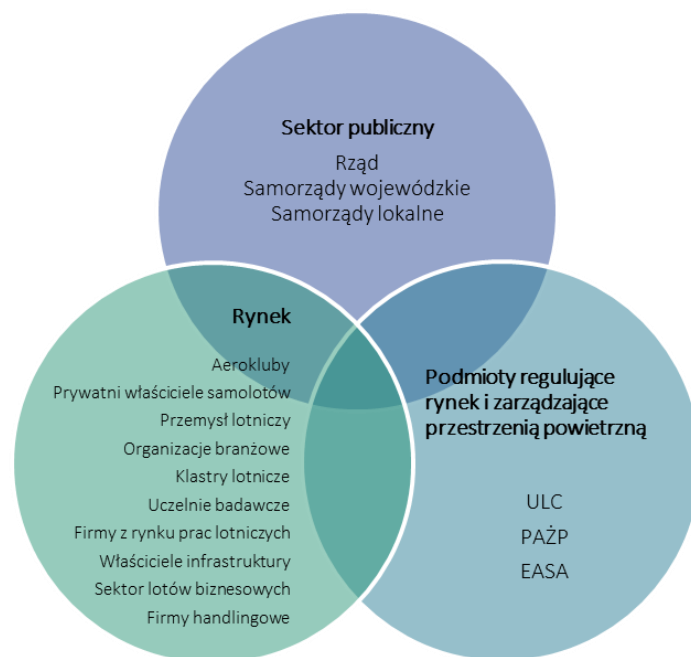 Sektor publiczny
Rząd
Samorządy wojewódzkie
Samorządy lokalne
Rynek
Aerokluby
Prywatni właściciele samolotów
Przemysł lotniczy
Organizacje branżowe
Klastry lotnicze
Uczelnie badawcze
Firmy z rynku prac lotniczych
Właściciele infrastruktury
Sektor lotów biznesowych
Firmy handlingowe
Podmioty regulujące
rynek i zarządzające
przestrzenią powietrzną
ULC
PAŻP
EASA